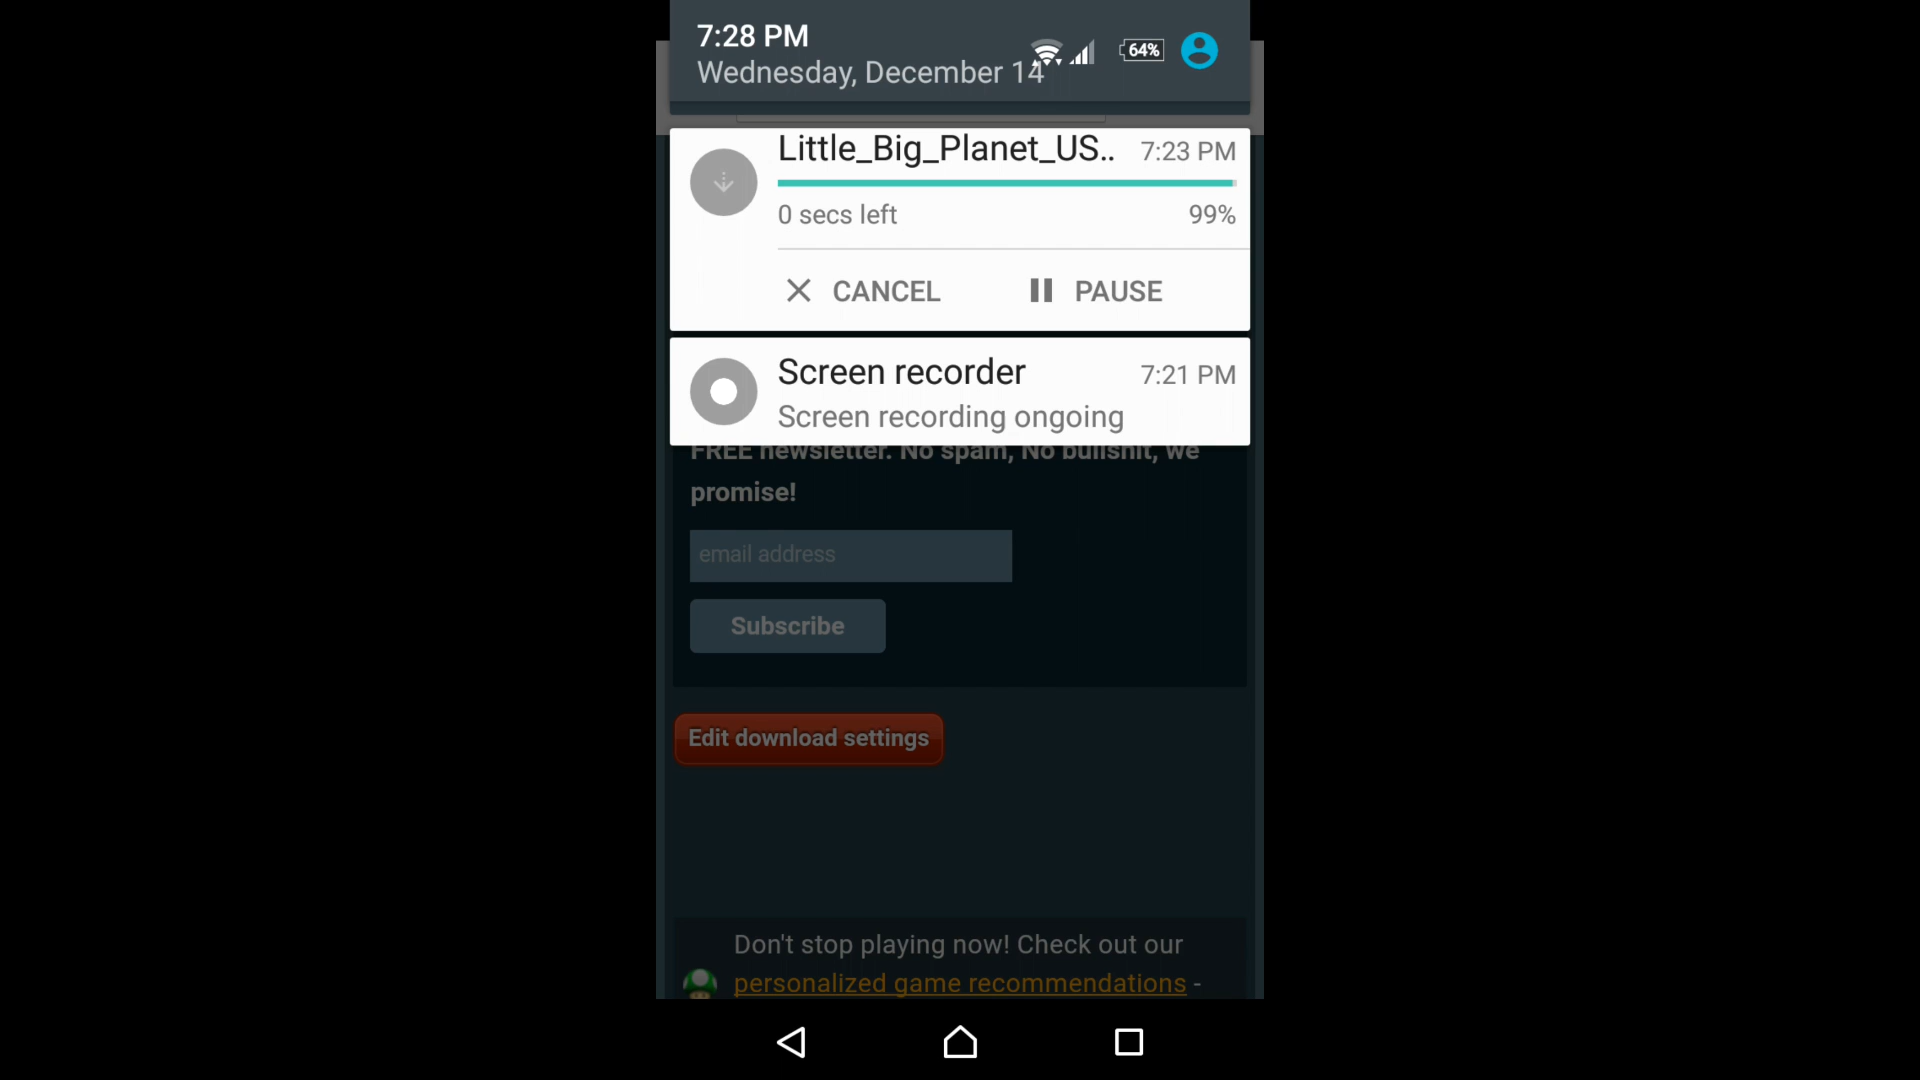 7:28 PM
Wednesday, December 14
64%
Little_Big_Planet_US.. 7:23 PM
0 secs left 99%
CANCEL PAUSE
Screen recorder 7:21 PM
Screen recording ongoing
FREE newsletter. No spam, No bullshit, we
promise!
email address
Subscribe
Edit download settings
Don't stop playing now! Check out our
personalized game recommendations -